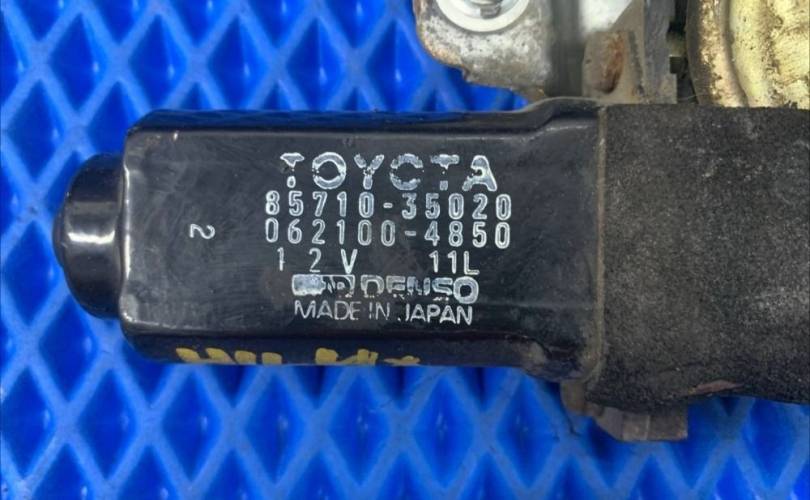 TOYOTA
85710-35020
062100-4850
12V 11L
DENSO
MADE IN JAPAN
2